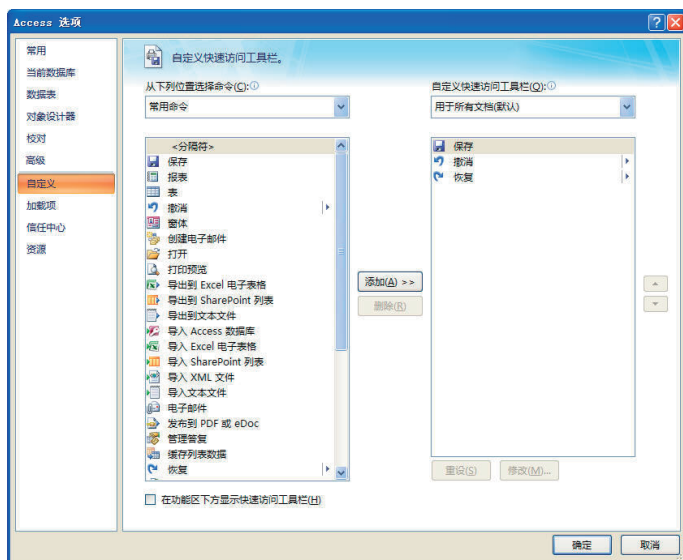 Access 选项
常用
当前数据库
数据表
对象设计器
校对
高级
自定义
加载项
信任中心
资源
自定义快速访问工具栏。
从下列位置选择命令(C):
常用命令
<分隔符>
保存
报表
表
撤消
窗体
创建电子邮件
打开
打印预览
导出到 Excel 电子表格
导出到 SharePoint 列表
导出到文本文件
导入 Access 数据库
导入 Excel 电子表格
导入 SharePoint 列表
导入 XML 文件
导入文本文件
电子邮件
发布到 PDF 或 eDoc
管理答复
缓存列表数据
恢复
在功能区下方显示快速访问工具栏(H)
添加(A) >>
删除(R)
自定义快速访问工具栏(Q):
用于所有文档(默认)
保存
撤消
恢复
重设(S)
修改(M)...
确定
取消